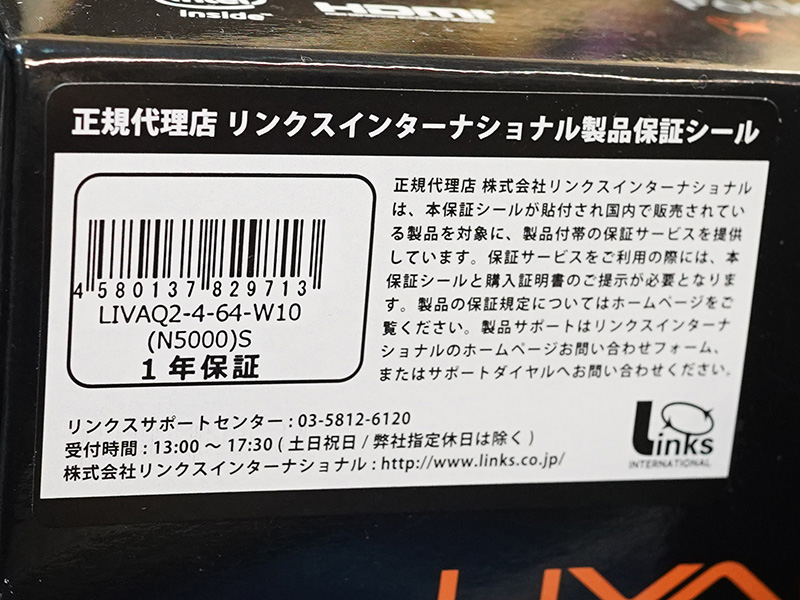 intel
inside
HDMI
正規代理店 リンクスインターナショナル製品保証シール
4 580137 829713
LIVAQ2-4-64-W10
(N5000)S
1年保証
正規代理店 株式会社リンクスインターナショナル
は、本保証シールが貼付され国内で販売されてい
る製品を対象に、製品付帯の保証サービスを提供
しています。保証サービスをご利用の際には、本
保証シールと購入証明書のご提示が必要となりま
す。製品の保証規定についてはホームページをご
覧ください。製品サポートはリンクスインターナ
ショナルのホームページお問い合わせフォーム、
またはサポートダイヤルへお問い合わせください。
リンクスサポートセンター : 03-5812-6120
受付時間 : 13:00 ～ 17:30 ( 土日祝日 / 弊社指定休日は除く )
株式会社リンクスインターナショナル : http://www.links.co.jp/
Links
INTERNATIONAL
LIVA